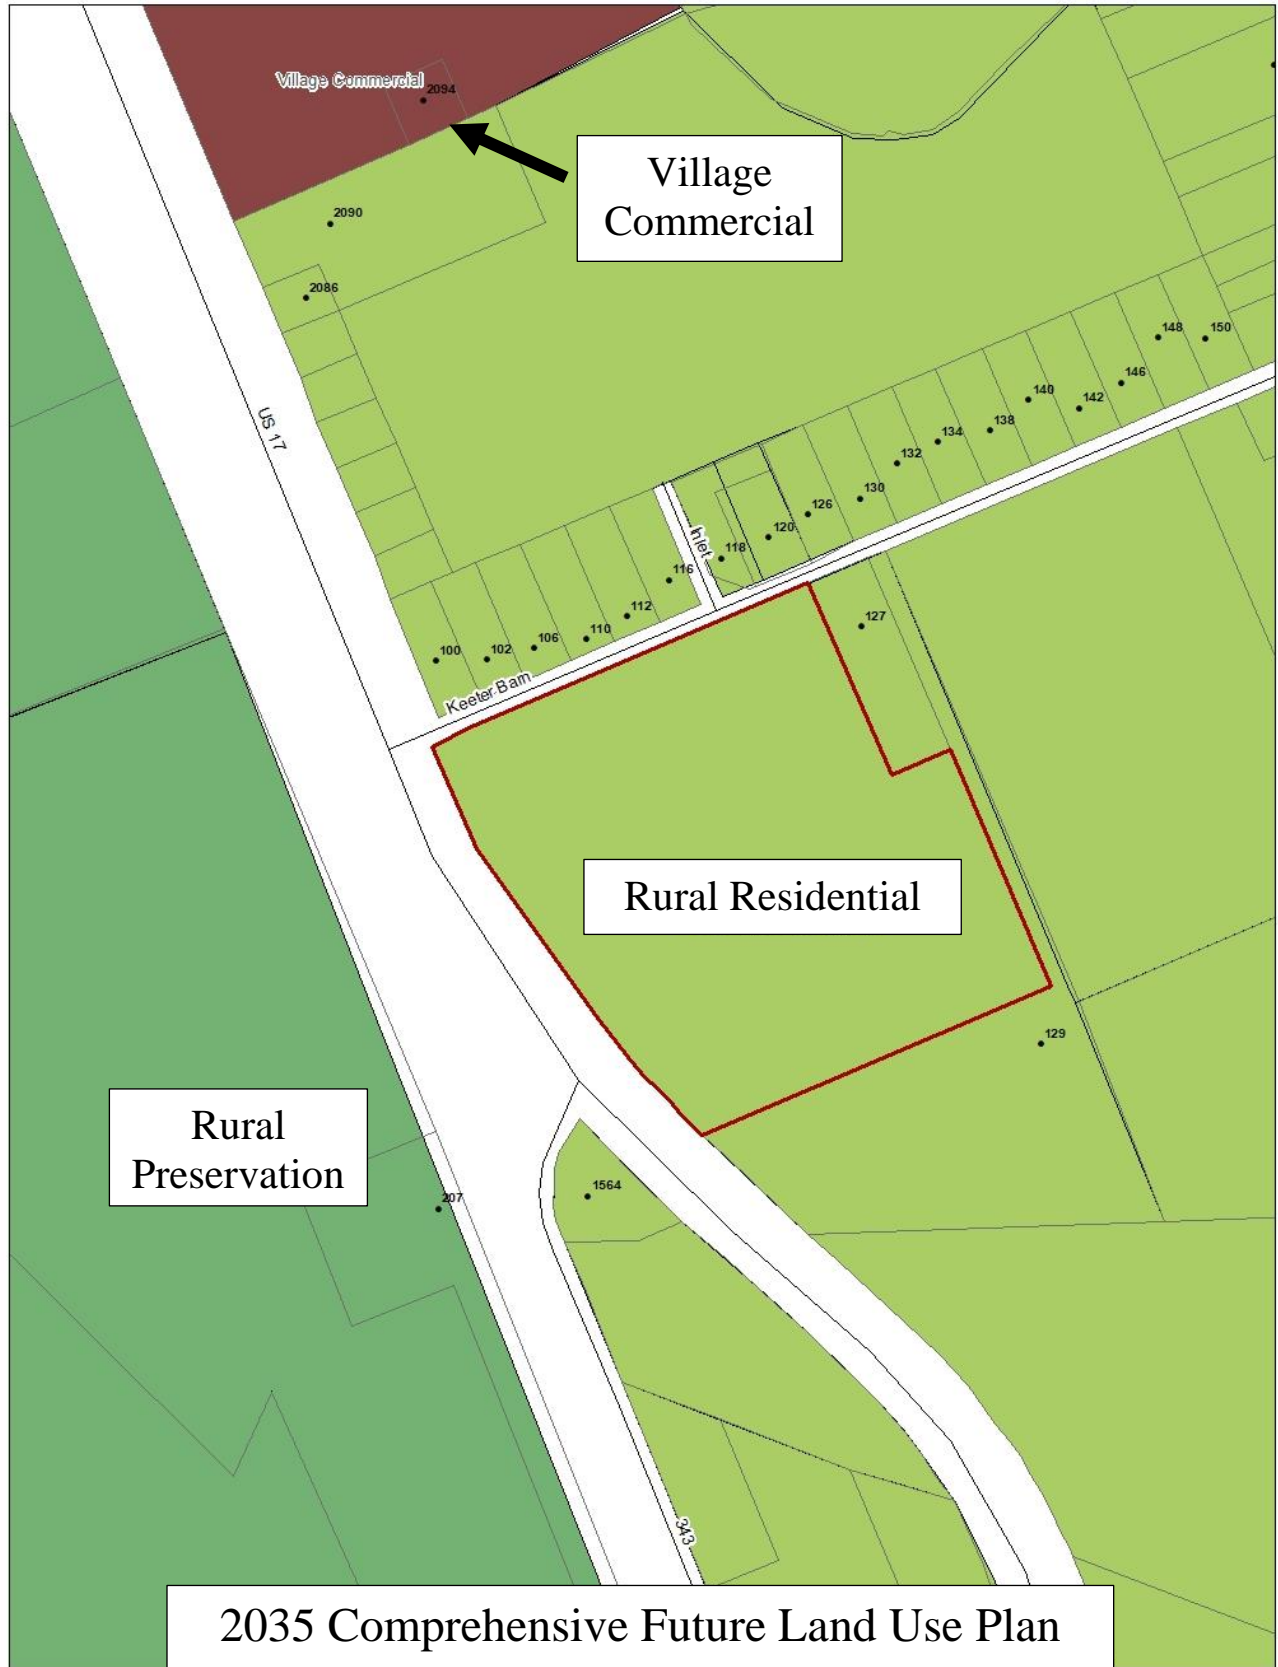 Village Commercial
2094
Village
Commercial
2090
2086
148
150
146
140
142
US 17
138
134
132
130
126
Inlet
120
118
116
112
127
110
106
100
102
Keeter Barn
Rural Residential
129
Rural
Preservation
1564
207
343
2035 Comprehensive Future Land Use Plan